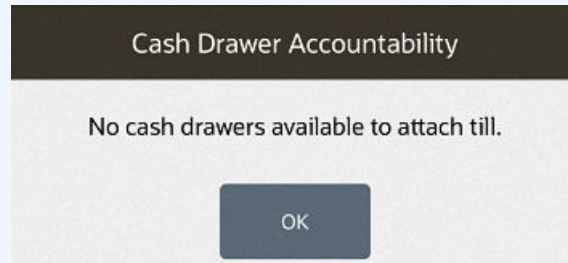 Cash Drawer Accountability
No cash drawers available to attach till.
OK